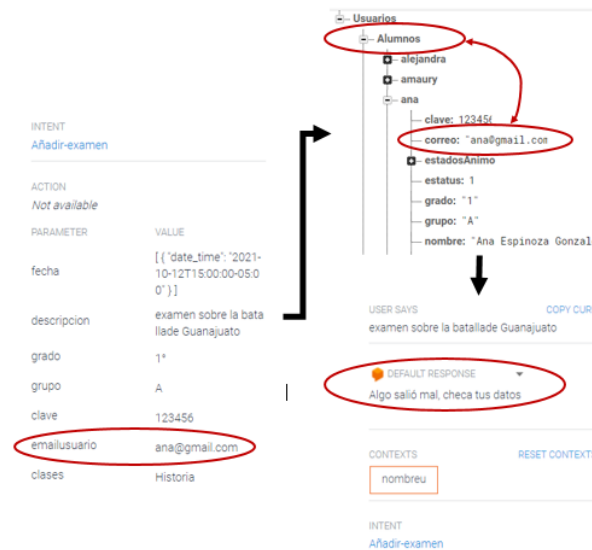 INTENT
Añadir-examen
ACTION
Not available
PARAMETER VALUE
fecha [ { "date_time": "2021-
10-12T15:00:00-05:0
0" } ]
descripcion examen sobre la bata
llade Guanajuato
grado 1°
grupo A
clave 123456
emailusuario ana@gmail.com
clases Historia
Usuarios
Alumnos
alejandra
amaury
ana
clave: 123456
correo: "ana@gmail.com
estadosAnimo
estatus: 1
grado: "1"
grupo: "A"
nombre: "Ana Espinoza Gonzal
USER SAYS COPY CUR
examen sobre la batallade Guanajuato
DEFAULT RESPONSE
Algo salió mal, checa tus datos
CONTEXTS RESET CONTEXTS
nombreu
INTENT
Añadir-examen